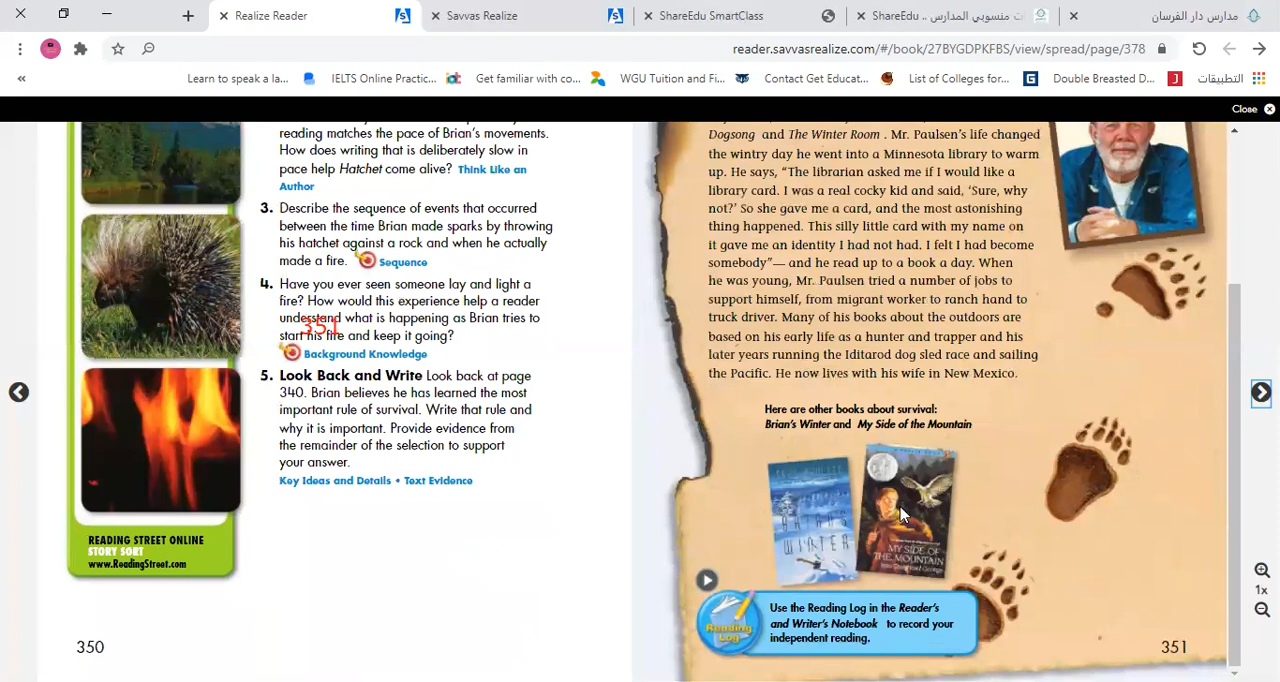 Realize Reader
Savvas Realize
ShareEdu SmartClass
ت منسوبي المدارس .. ShareEdu
مدارس دار الفرسان
reader.savvasrealize.com/#/book/27BYGDPKFBS/view/spread/page/378
Learn to speak a la...
IELTS Online Practic...
Get familiar with co...
WGU Tuition and Fi...
Contact Get Educat...
List of Colleges for...
Double Breasted D...
التطبيقات
Close
reading matches the pace of Brian's movements.
How does writing that is deliberately slow in
pace help Hatchet come alive? Think Like an
Author
3. Describe the sequence of events that occurred
between the time Brian made sparks by throwing
his hatchet against a rock and when he actually
made a fire. Sequence
4. Have you ever seen someone lay and light a
fire? How would this experience help a reader
understand what is happening as Brian tries to
start his fire and keep it going?
351
Background Knowledge
5. Look Back and Write Look back at page
340. Brian believes he has learned the most
important rule of survival. Write that rule and
why it is important. Provide evidence from
the remainder of the selection to support
your answer.
Key Ideas and Details • Text Evidence
READING STREET ONLINE
STORY SORT
www.ReadingStreet.com
350
Dogsong and The Winter Room . Mr. Paulsen's life changed
the wintry day he went into a Minnesota library to warm
up. He says, “The librarian asked me if I would like a
library card. I was a real cocky kid and said, ‘Sure, why
not?’ So she gave me a card, and the most astonishing
thing happened. This silly little card with my name on
it gave me an identity I had not had. I felt I had become
somebody”— and he read up to a book a day. When
he was young, Mr. Paulsen tried a number of jobs to
support himself, from migrant worker to ranch hand to
truck driver. Many of his books about the outdoors are
based on his early life as a hunter and trapper and his
later years running the Iditarod dog sled race and sailing
the Pacific. He now lives with his wife in New Mexico.
Here are other books about survival:
Brian's Winter and My Side of the Mountain
WINTER
MY SIDE OF
THE MOUNTAIN
Reading
Log
Use the Reading Log in the Reader's
and Writer's Notebook to record your
independent reading.
351
1x